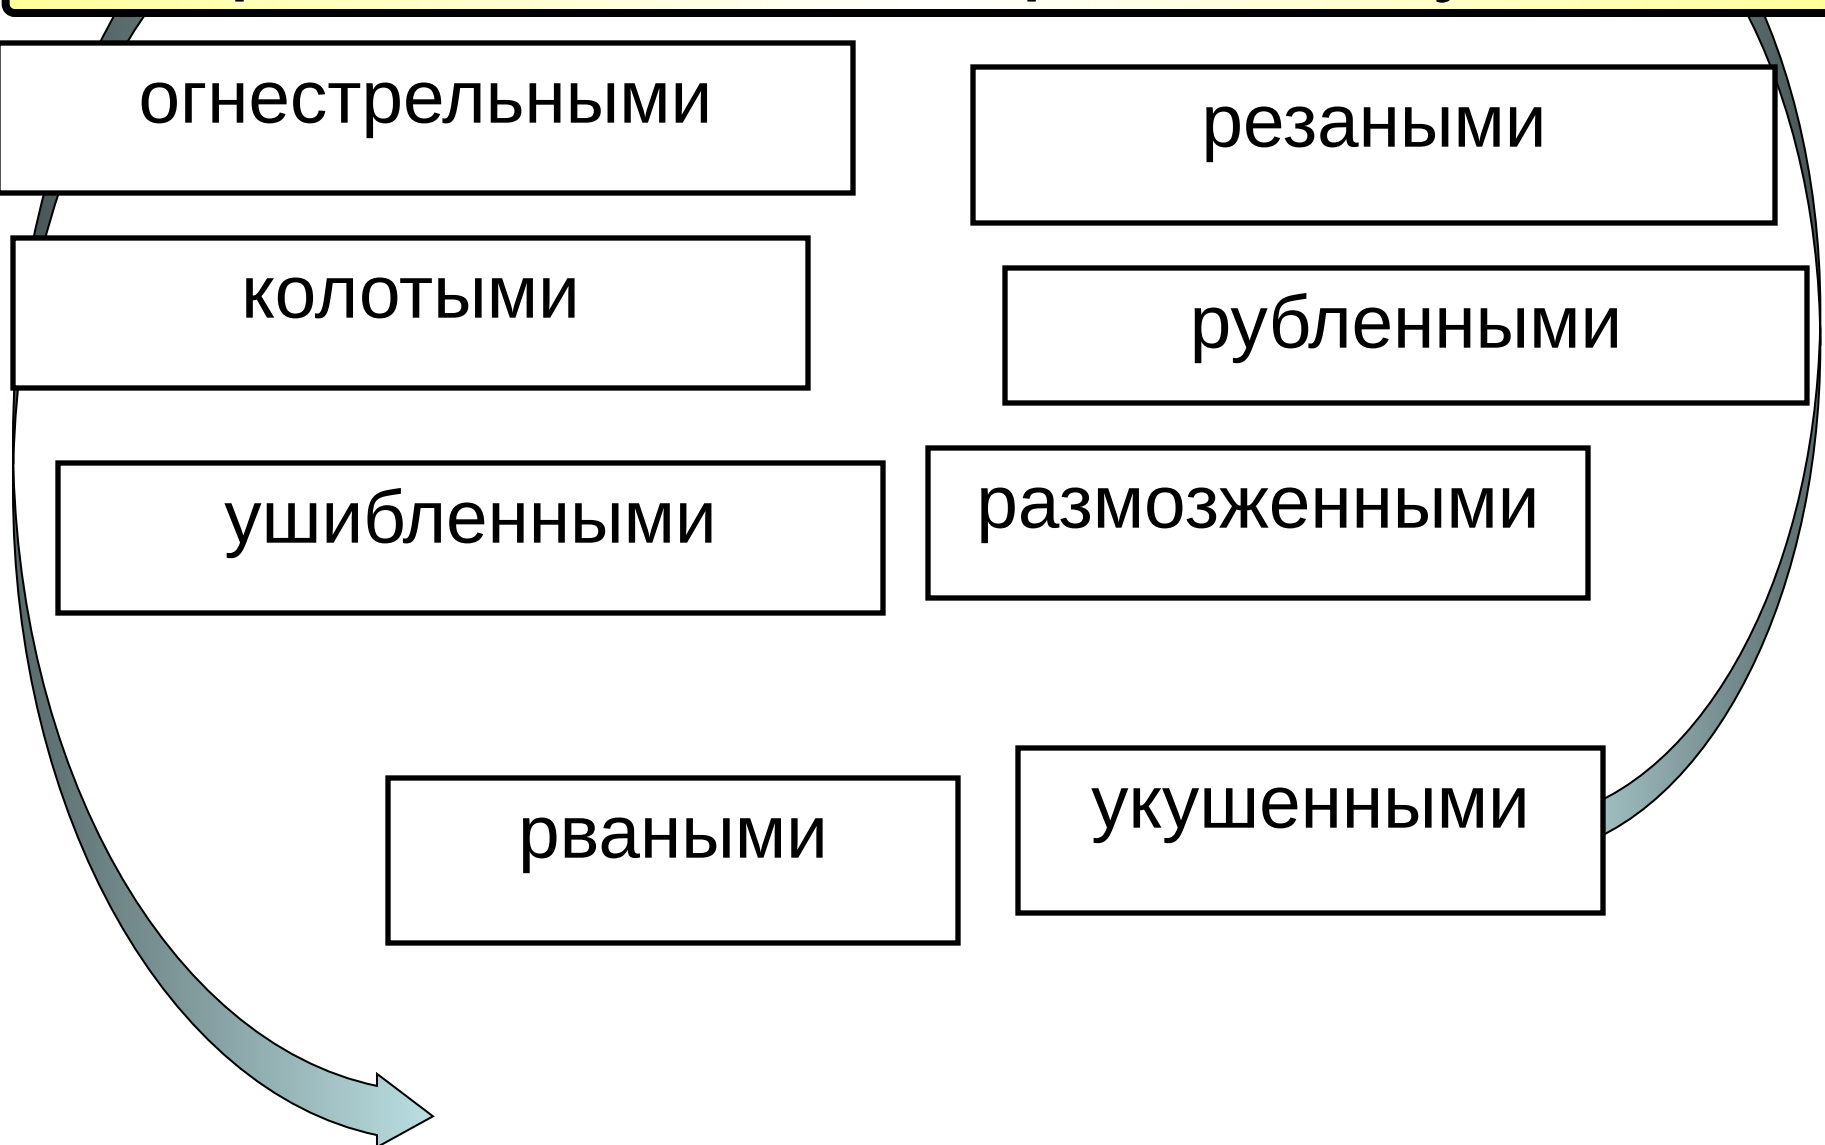 огнестрельными
резаными
колотыми
рубленными
ушибленными
размозженными
рваными
укушенными